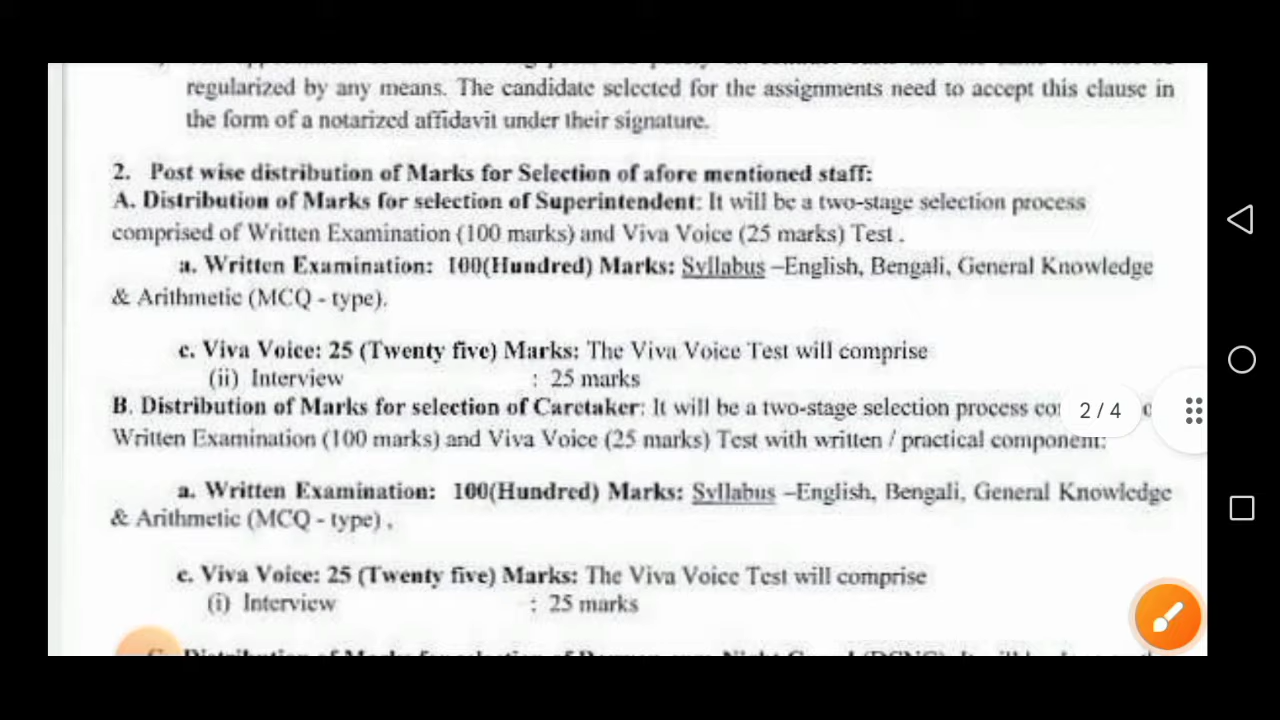 regularized by any means. The candidate selected for the assignments need to accept this clause in
the form of a notarized affidavit under their signature.
2. Post wise distribution of Marks for Selection of afore mentioned staff:
A. Distribution of Marks for selection of Superintendent: It will be a two-stage selection process
comprised of Written Examination (100 marks) and Viva Voice (25 marks) Test .
a. Written Examination: 100(Hundred) Marks: Syllabus –English, Bengali, General Knowledge
& Arithmetic (MCQ - type).
c. Viva Voice: 25 (Twenty five) Marks: The Viva Voice Test will comprise
(ii) Interview : 25 marks
B. Distribution of Marks for selection of Caretaker: It will be a two-stage selection process
2 / 4
Written Examination (100 marks) and Viva Voice (25 marks) Test with written / practical component:
a. Written Examination: 100(Hundred) Marks: Syllabus –English, Bengali, General Knowledge
& Arithmetic (MCQ - type) .
c. Viva Voice: 25 (Twenty five) Marks: The Viva Voice Test will comprise
(i) Interview : 25 marks